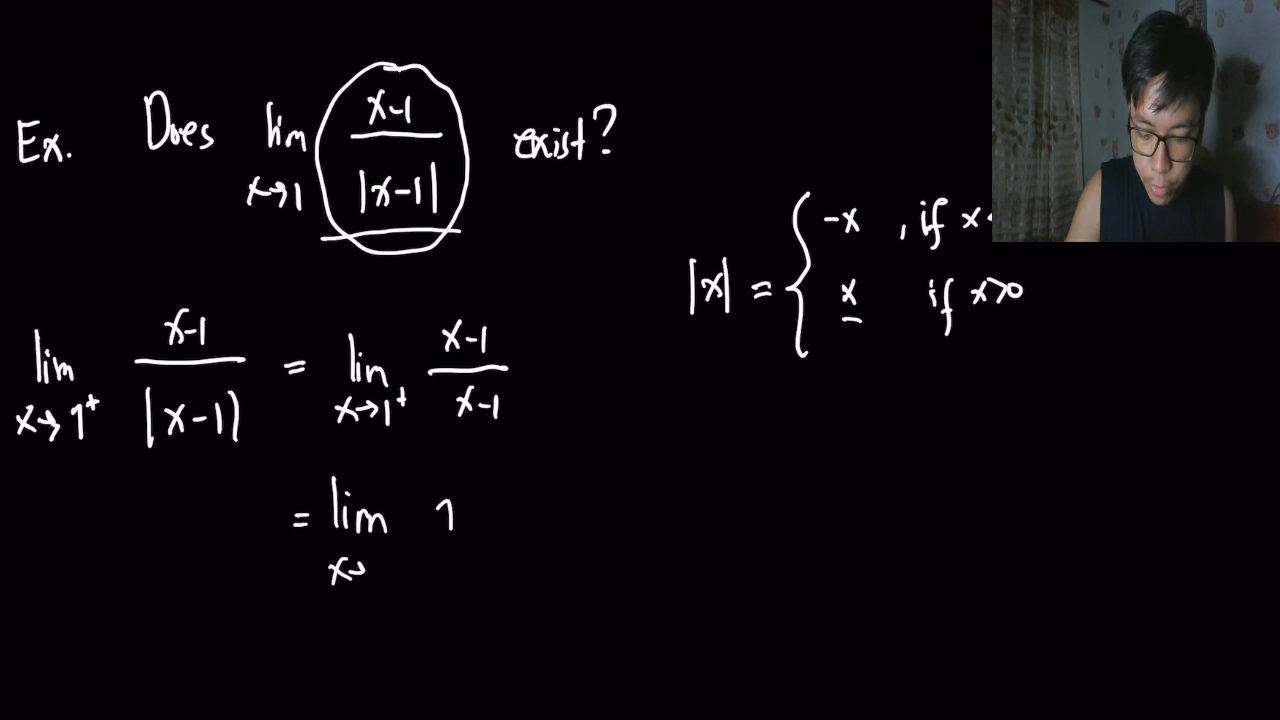 Ex. Does lim x→1 x-1 / |x-1| exist?
|x| = { -x , if x<
x if x>0
lim x→1⁺ x-1 / |x-1| = lim x→1⁺ x-1 / x-1
= lim x→ 1